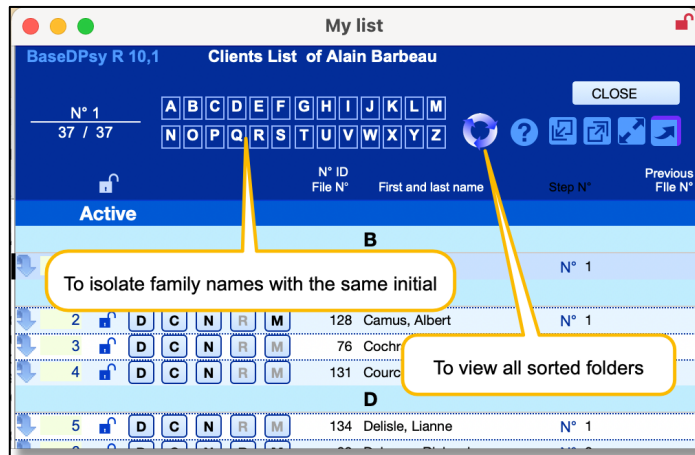 My list
BaseDPsy R 10,1 Clients List of Alain Barbeau
CLOSE
N° 1
37 / 37
A B C D E F G H I J K L M
N O P Q R S T U V W X Y Z
?
N° ID
File N° First and last name Step N° Previous
FIle N°
Active
B
To isolate family names with the same initial
N° 1
2 D C N R M 128 Camus, Albert N° 1
3 D C N R M 76 Cochr
4 D C N R M 131 Courc
To view all sorted folders
D
5 D C N R M 134 Delisle, Lianne N° 1